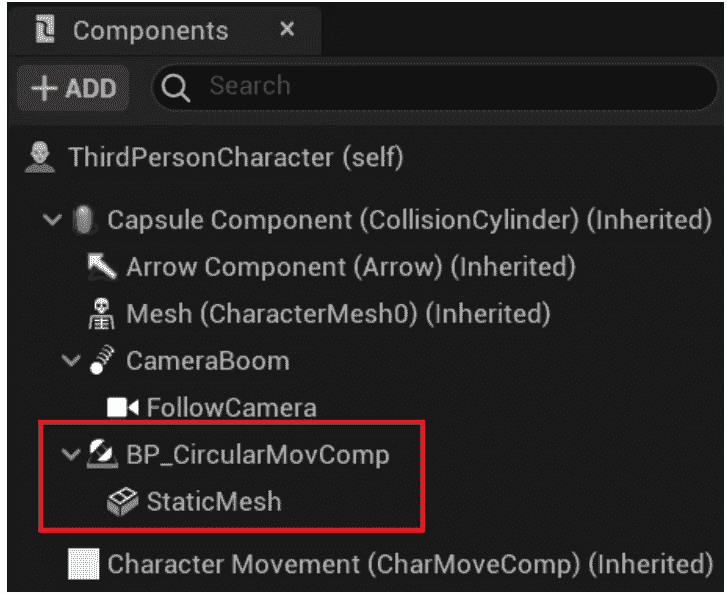 Components
ADD
Search
ThirdPersonCharacter (self)
Capsule Component (CollisionCylinder) (Inherited)
Arrow Component (Arrow) (Inherited)
Mesh (CharacterMesh0) (Inherited)
CameraBoom
FollowCamera
BP_CircularMovComp
StaticMesh
Character Movement (CharMoveComp) (Inherited)